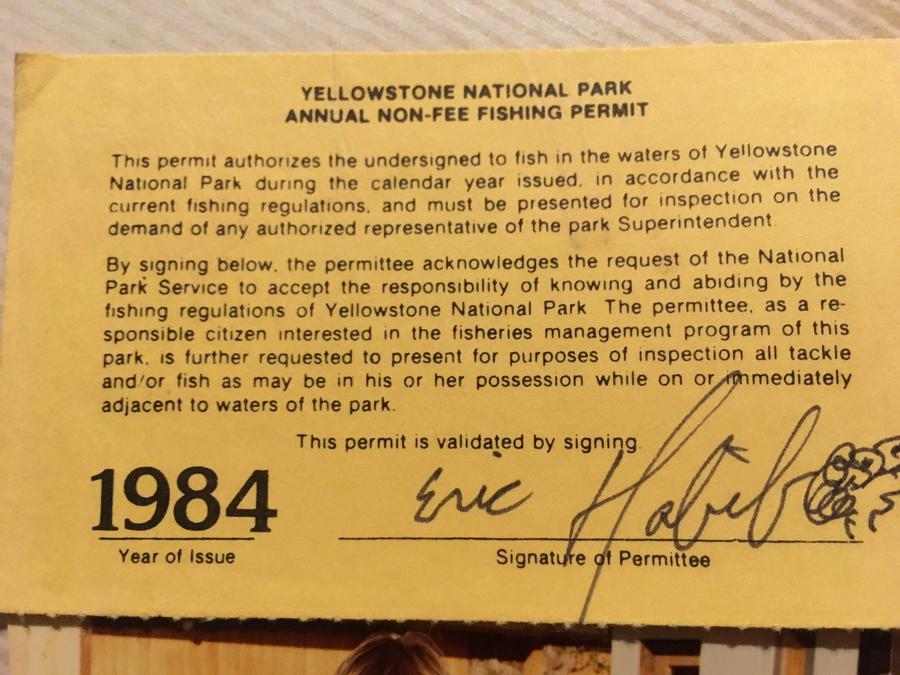 YELLOWSTONE NATIONAL PARK
ANNUAL NON-FEE FISHING PERMIT
This permit authorizes the undersigned to fish in the waters of Yellowstone
National Park during the calendar year issued, in accordance with the
current fishing regulations, and must be presented for inspection on the
demand of any authorized representative of the park Superintendent.
By signing below, the permittee acknowledges the request of the National
Park Service to accept the responsibility of knowing and abiding by the
fishing regulations of Yellowstone National Park. The permittee, as a re-
sponsible citizen interested in the fisheries management program of this
park, is further requested to present for purposes of inspection all tackle
and/or fish as may be in his or her possession while on or immediately
adjacent to waters of the park.
This permit is validated by signing.
1984
Eric Habib
Year of Issue
Signature of Permittee